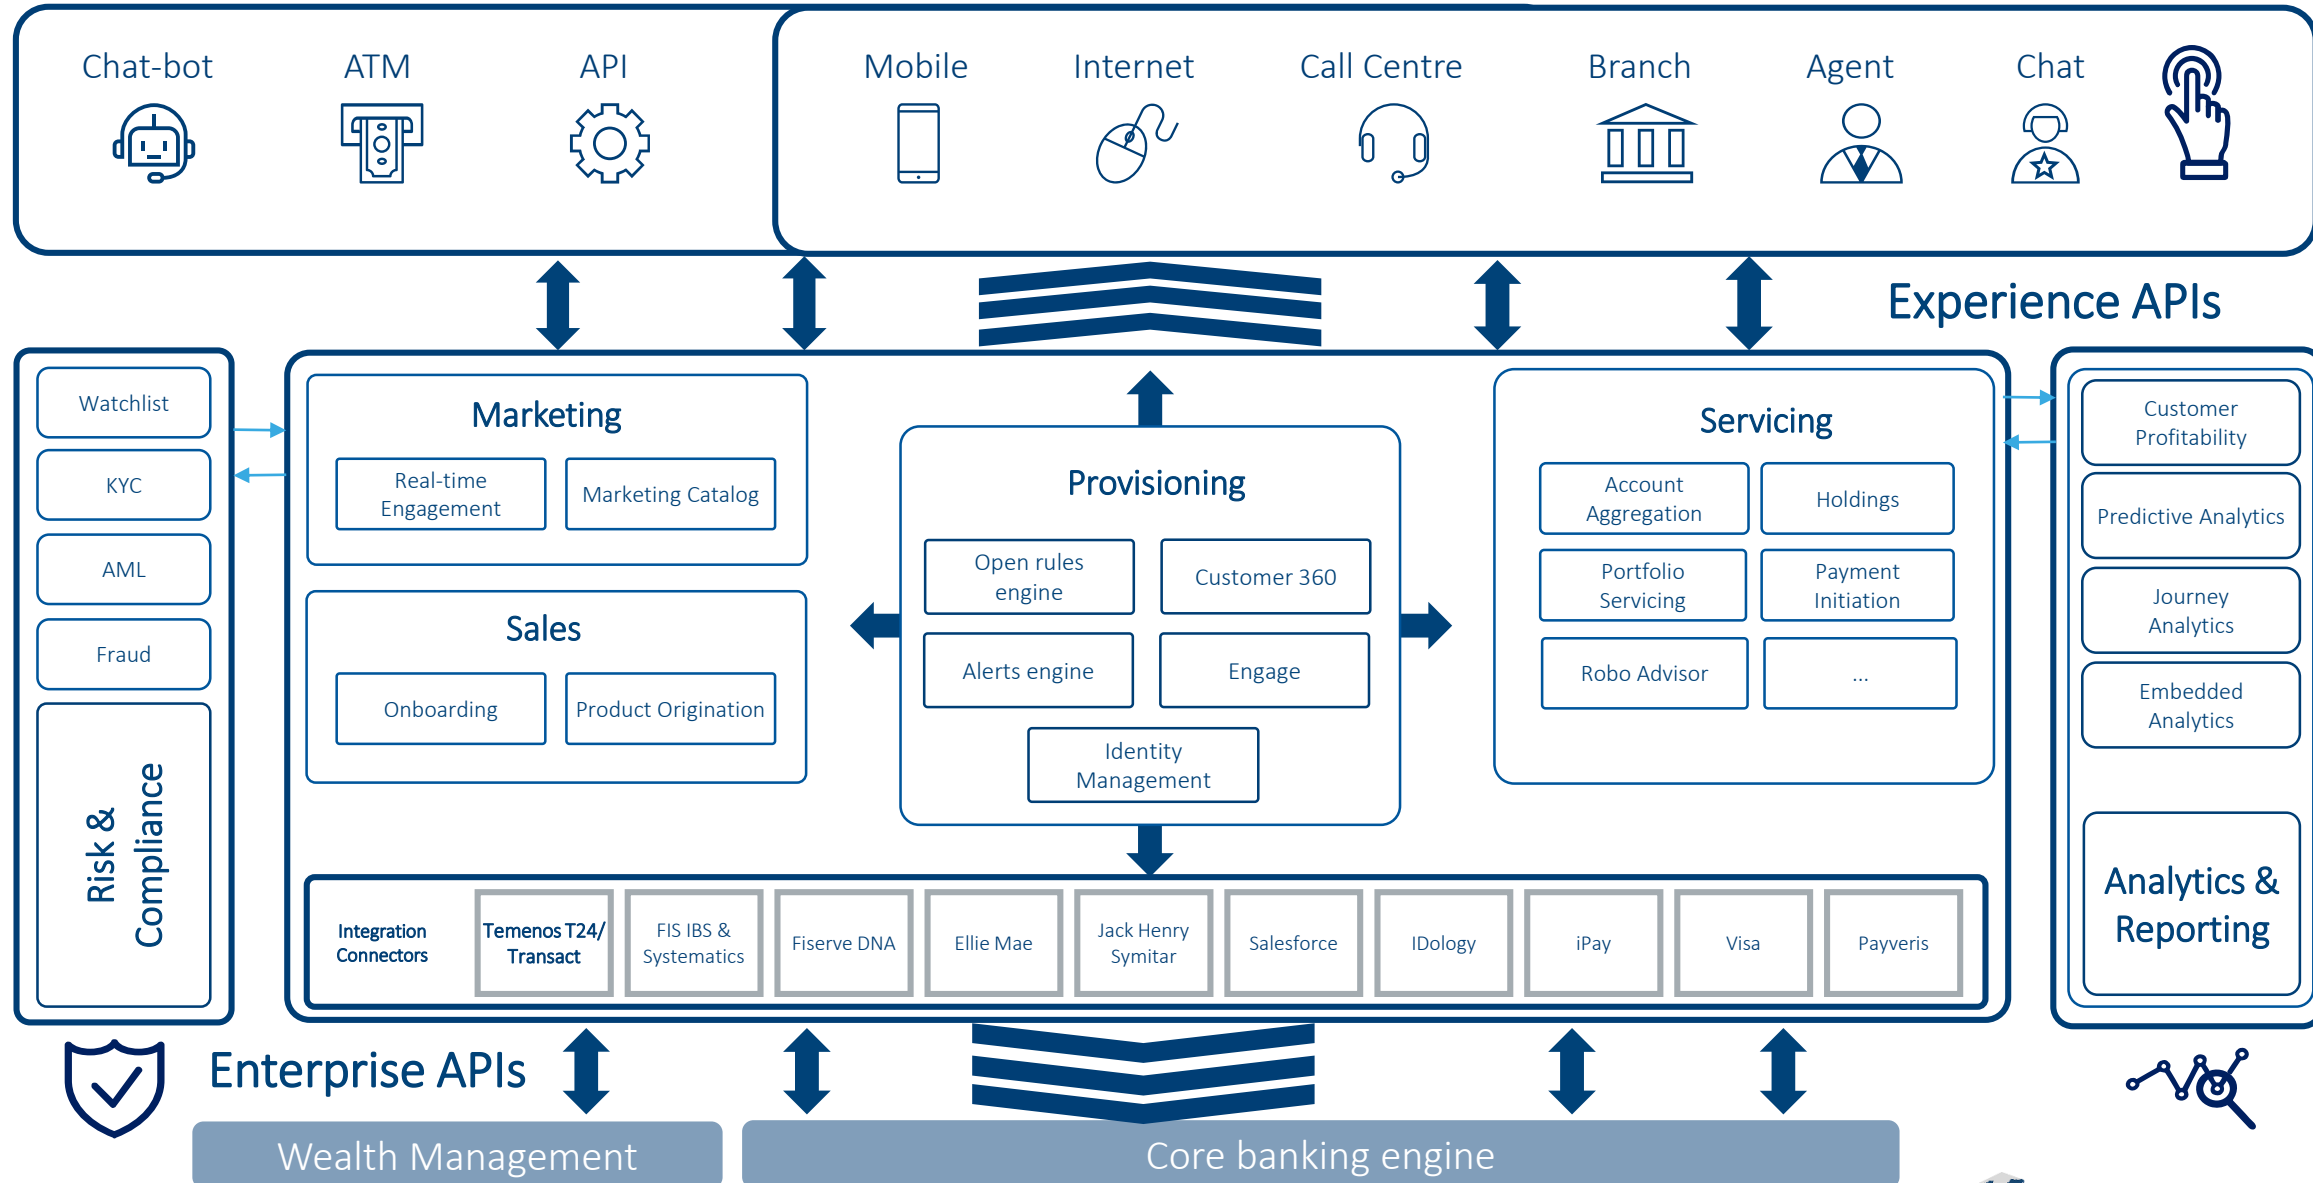 Chat-bot
ATM
API
Mobile
Internet
Call Centre
Branch
Agent
Chat
Experience APIs
Watchlist
KYC
AML
Fraud
Risk &
Compliance
Marketing
Real-time
Engagement
Marketing Catalog
Sales
Onboarding
Product Origination
Provisioning
Open rules
engine
Customer 360
Alerts engine
Engage
Identity
Management
Servicing
Account
Aggregation
Holdings
Portfolio
Servicing
Payment
Initiation
Robo Advisor
...
Customer
Profitability
Predictive Analytics
Journey
Analytics
Embedded
Analytics
Analytics &
Reporting
Integration
Connectors
Temenos T24/
Transact
FIS IBS &
Systematics
Fiserve DNA
Ellie Mae
Jack Henry
Symitar
Salesforce
IDology
iPay
Visa
Payveris
Enterprise APIs
Wealth Management
Core banking engine